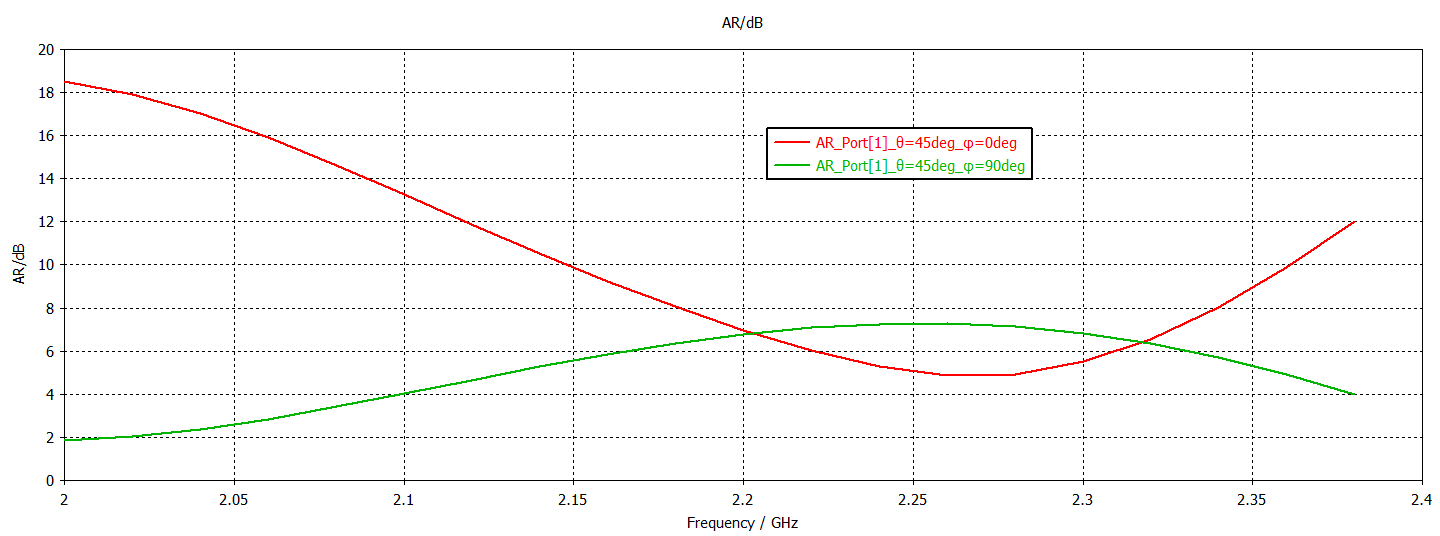 AR/dB
20
18
16
14
12
10
8
6
4
2
0
AR/dB
AR_Port[1]_θ=45deg_φ=0deg
AR_Port[1]_θ=45deg_φ=90deg
2 2.05 2.1 2.15 2.2 2.25 2.3 2.35 2.4
Frequency / GHz